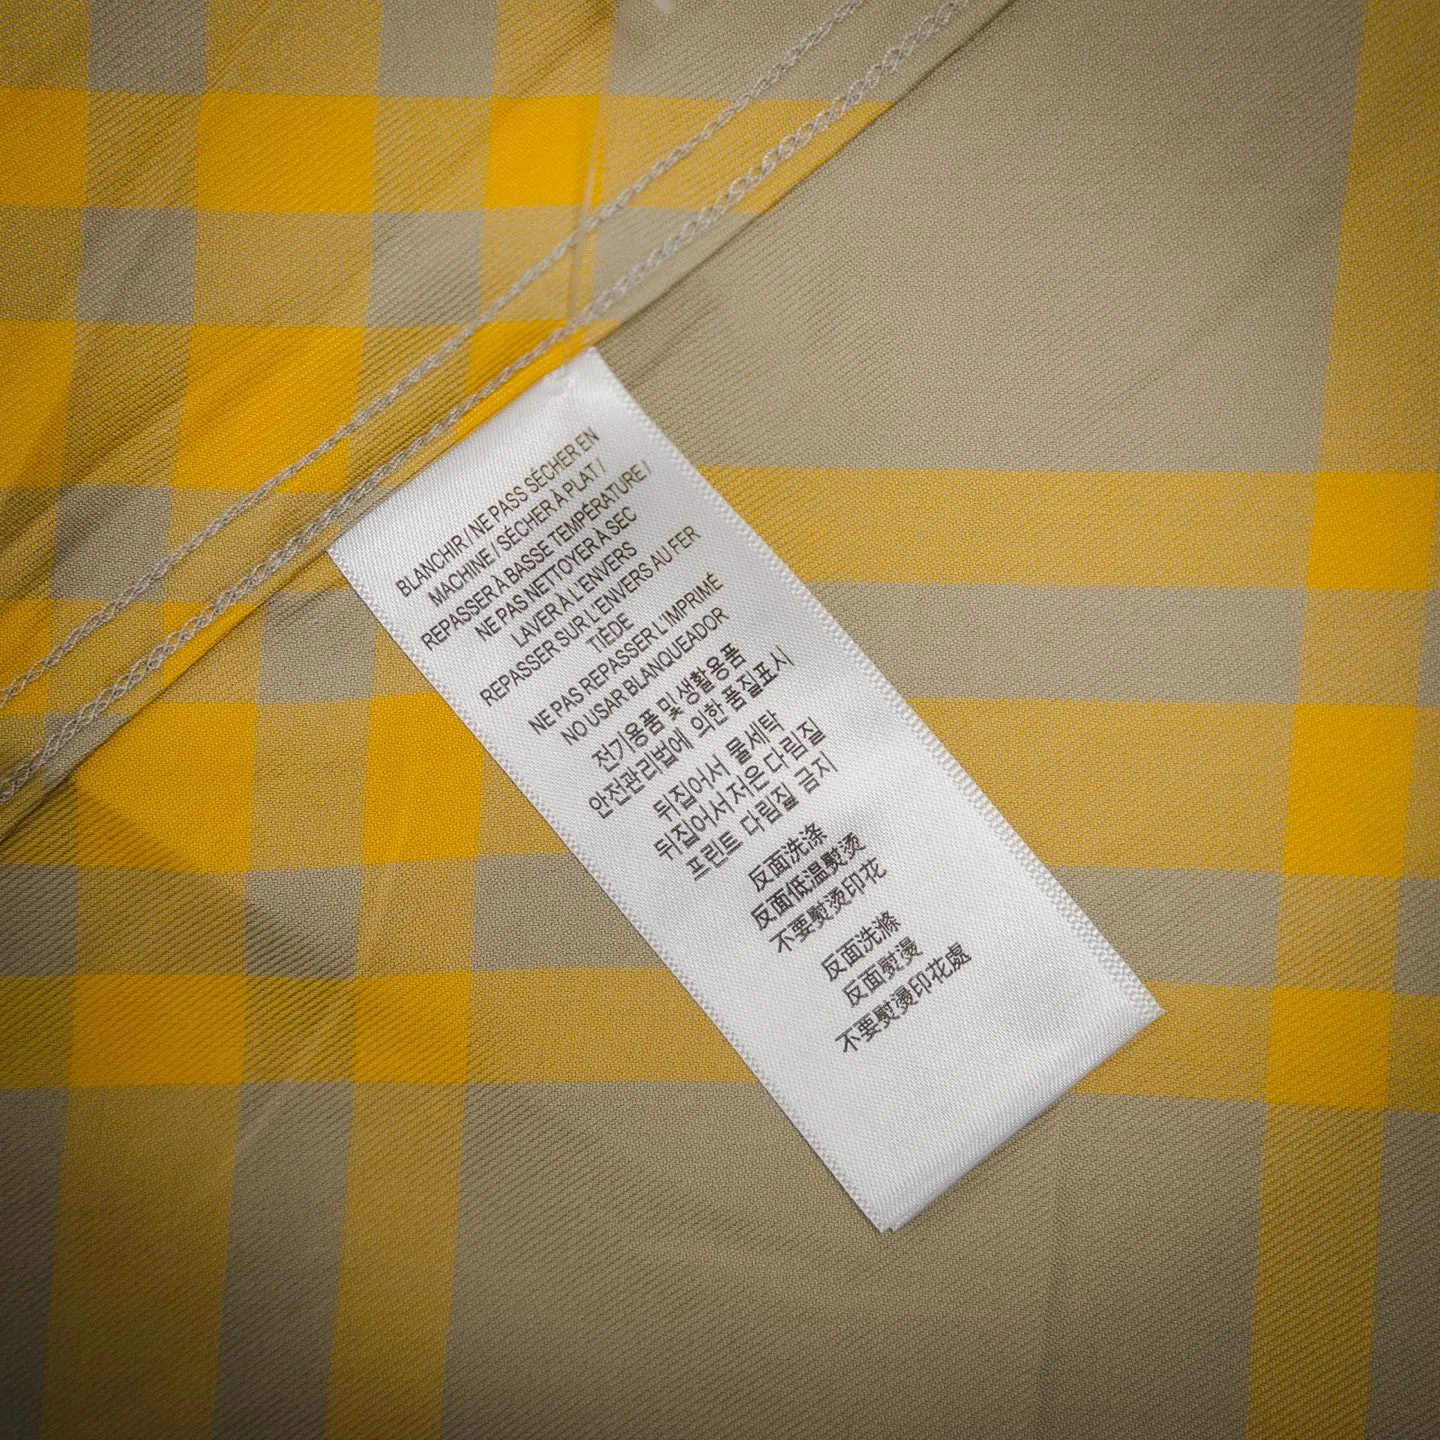 BLANCHIR / NE PASS SÉCHER EN
MACHINE / SÉCHER À PLAT /
REPASSER À BASSE TEMPÉRATURE /
NE PAS NETTOYER À SEC
LAVER À L'ENVERS
REPASSER SUR L'ENVERS AU FER
TIÈDE
NE PAS REPASSER L'IMPRIMÉ
NO USAR BLANQUEADOR
전기용품 및 생활용품
안전관리법에 의한 품질표시
뒤집어서 물세탁
뒤집어서 저온 다림질
프린트 다림질 금지
反面洗涤
反面低温熨烫
不要熨烫印花
反面洗滌
反面熨燙
不要熨燙印花處